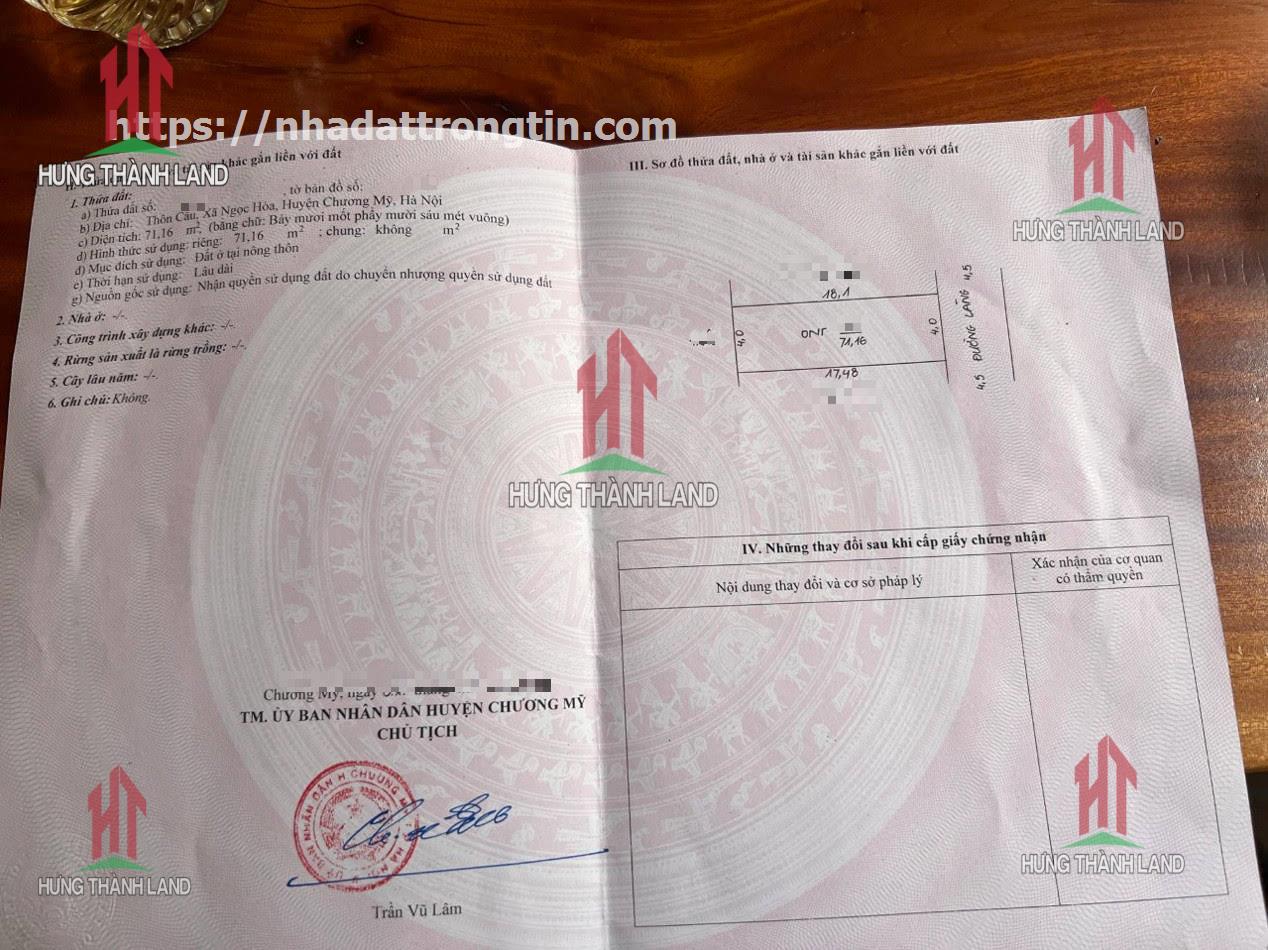 https://nhadattrongtin.com
HƯNG THÀNH LAND
khác gắn liền với đất
1. Thửa đất:
a) Thửa đất số: , tờ bản đồ số:
b) Địa chỉ: Thôn Cầu, Xã Ngọc Hòa, Huyện Chương Mỹ, Hà Nội
c) Diện tích: 71,16 m², (bằng chữ: Bảy mươi mốt phẩy mười sáu mét vuông)
d) Hình thức sử dụng: riêng: 71,16 m² ; chung: không m²
đ) Mục đích sử dụng: Đất ở tại nông thôn
e) Thời hạn sử dụng: Lâu dài
g) Nguồn gốc sử dụng: Nhận quyền sử dụng đất do chuyển nhượng quyền sử dụng đất
2. Nhà ở: -/-
3. Công trình xây dựng khác: -/-
4. Rừng sản xuất là rừng trồng: -/-
5. Cây lâu năm: -/-
6. Ghi chú: Không.
Chương Mỹ, ngày tháng
TM. ỦY BAN NHÂN DÂN HUYỆN CHƯƠNG MỸ
CHỦ TỊCH
Trần Vũ Lâm
III. Sơ đồ thửa đất, nhà ở và tài sản khác gắn liền với đất
HƯNG THÀNH LAND
18,1
4,0
ONT
71,16
4,0
17,48
4,5 ĐƯỜNG LÀNG 4,5
HƯNG THÀNH LAND
IV. Những thay đổi sau khi cấp giấy chứng nhận
Nội dung thay đổi và cơ sở pháp lý
Xác nhận của cơ quan
có thẩm quyền
HƯNG THÀNH LAND
HƯNG THÀNH LAND